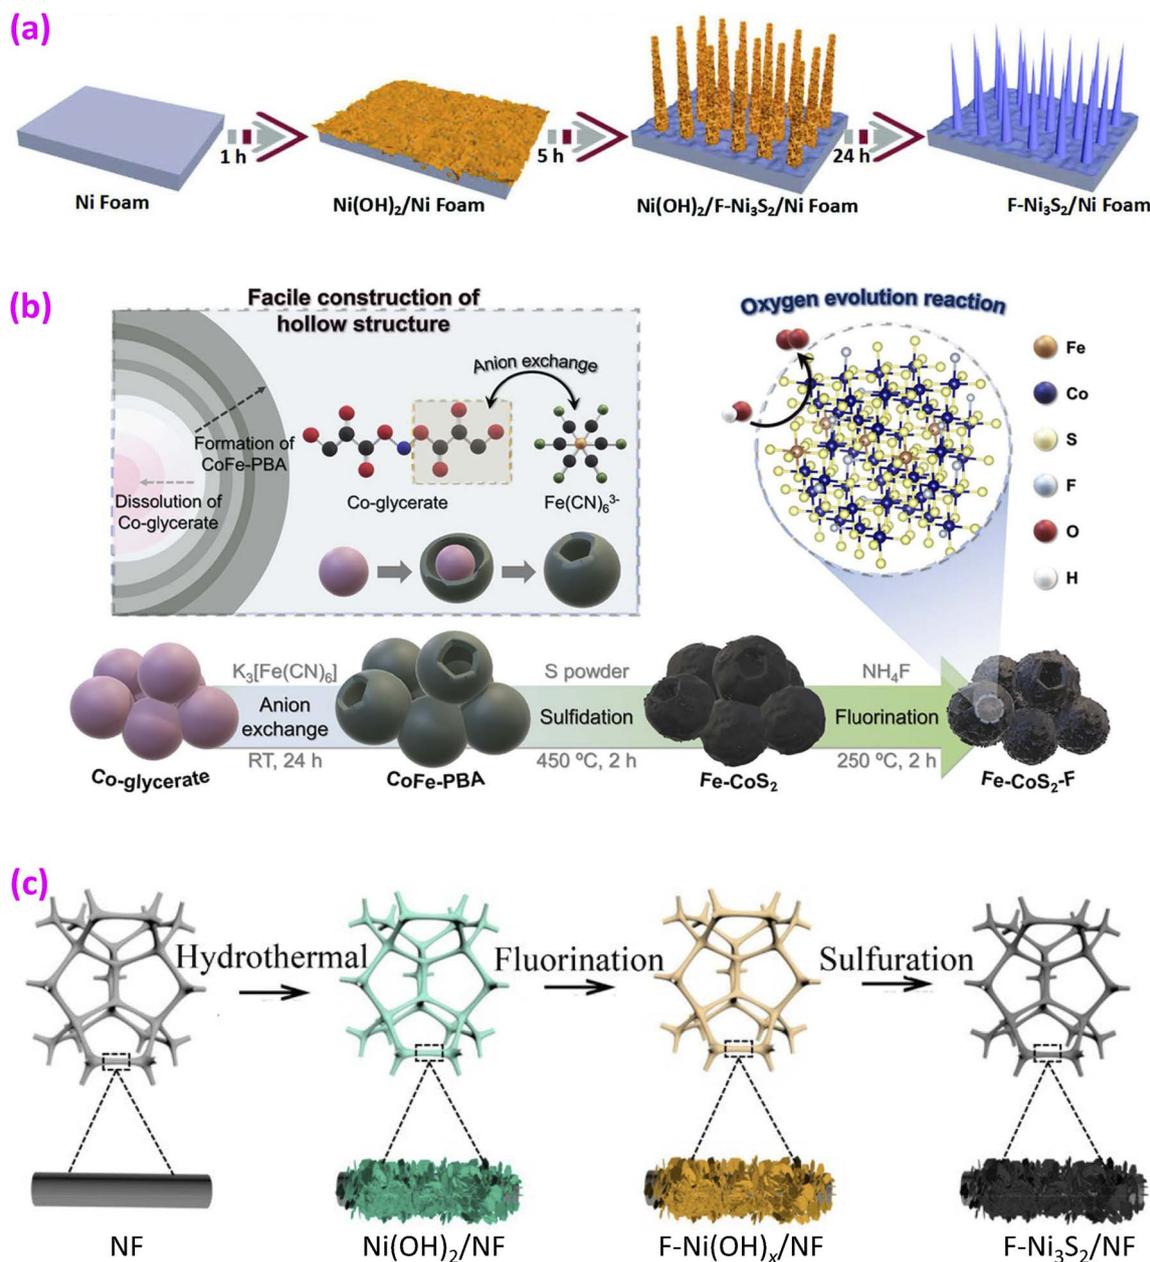 (a)
1 h
5 h
24 h
Ni Foam
Ni(OH)₂/Ni Foam
Ni(OH)₂/F-Ni₃S₂/Ni Foam
F-Ni₃S₂/Ni Foam
(b)
Facile construction of
hollow structure
Anion exchange
Formation of
CoFe-PBA
Dissolution of
Co-glycerate
Co-glycerate
Fe(CN)₆³⁻
Oxygen evolution reaction
H
Fe
Co
S
F
O
H
K₃[Fe(CN)₆]
Anion
exchange
RT, 24 h
S powder
Sulfidation
450 ºC, 2 h
NH₄F
Fluorination
250 ºC, 2 h
Co-glycerate
CoFe-PBA
Fe-CoS₂
Fe-CoS₂-F
(c)
Hydrothermal
Fluorination
Sulfuration
NF
Ni(OH)₂/NF
F-Ni(OH)ₓ/NF
F-Ni₃S₂/NF